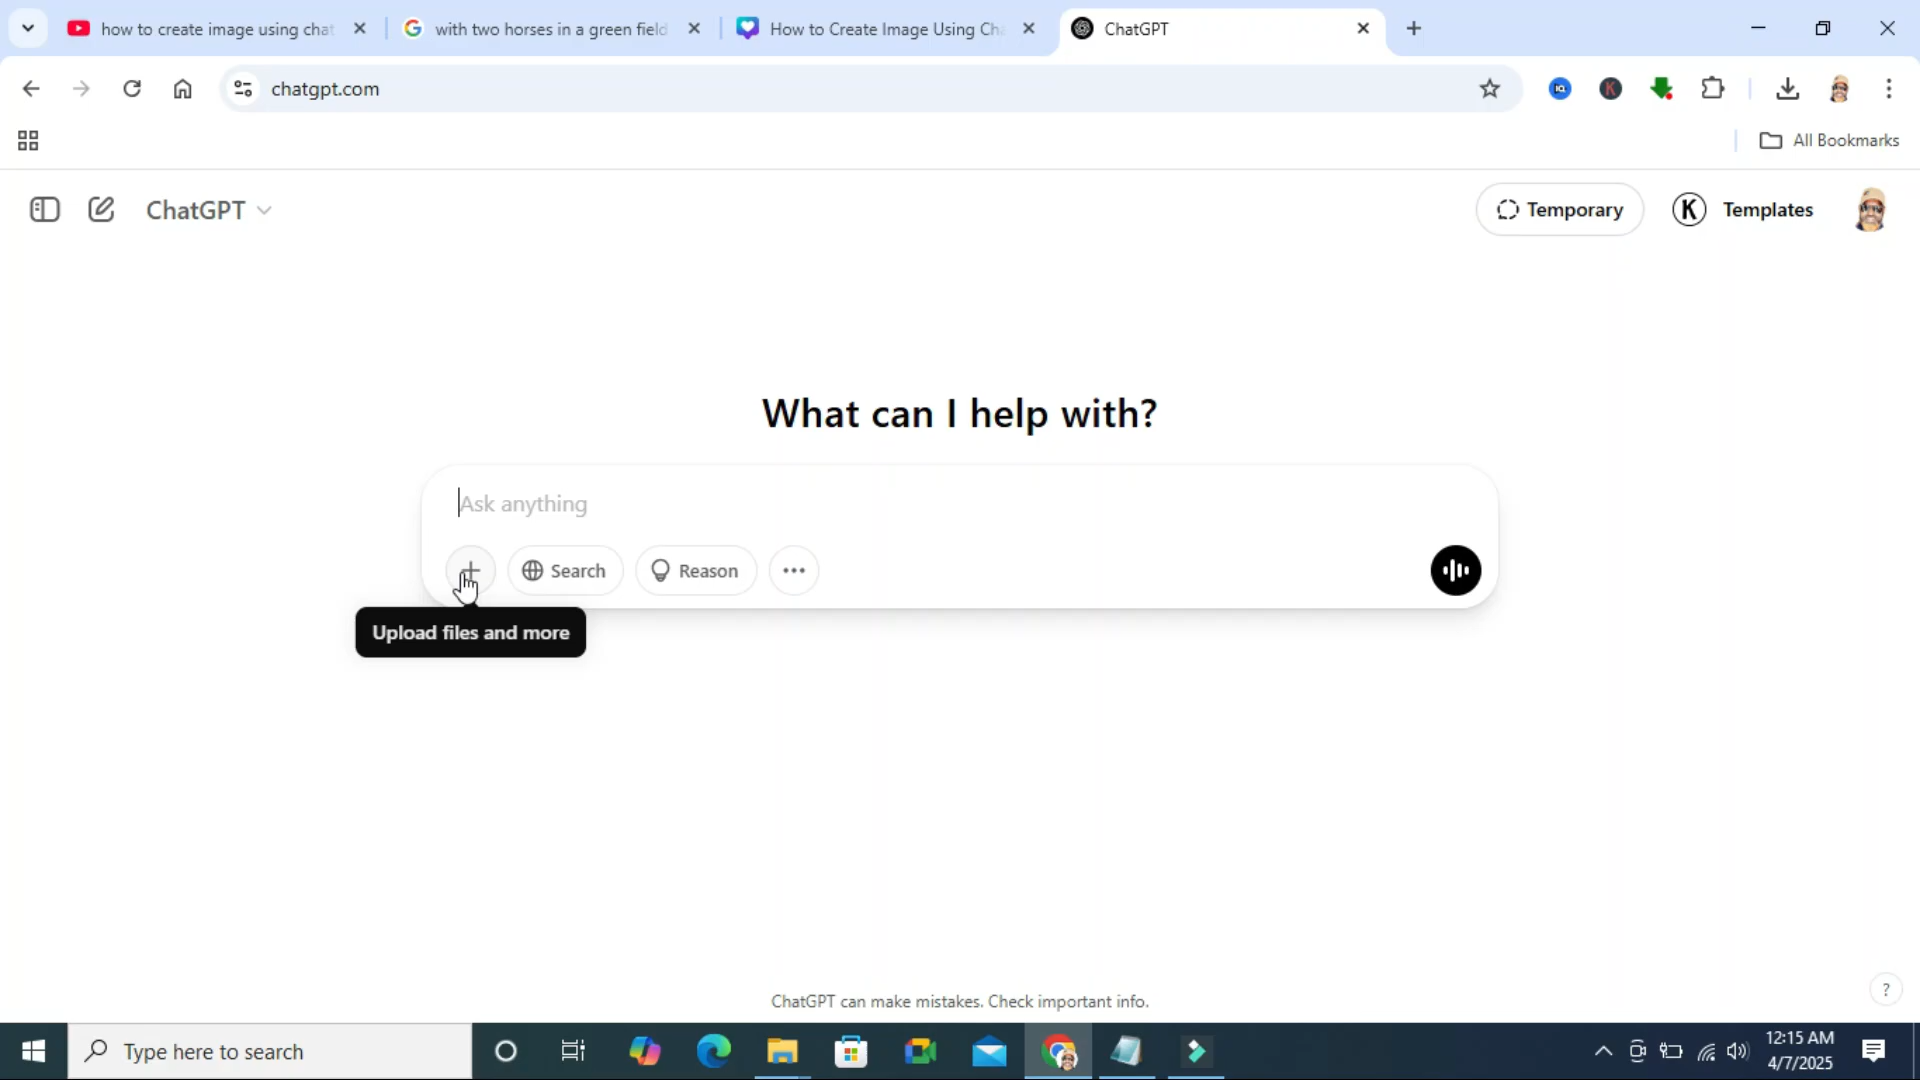 how to create image using chat
with two horses in a green field
How to Create Image Using Ch
ChatGPT
chatgpt.com
All Bookmarks
ChatGPT
Temporary
K
Templates
What can I help with?
Ask anything
Search
Reason
Upload files and more
ChatGPT can make mistakes. Check important info.
?
Type here to search
12:15 AM
4/7/2025